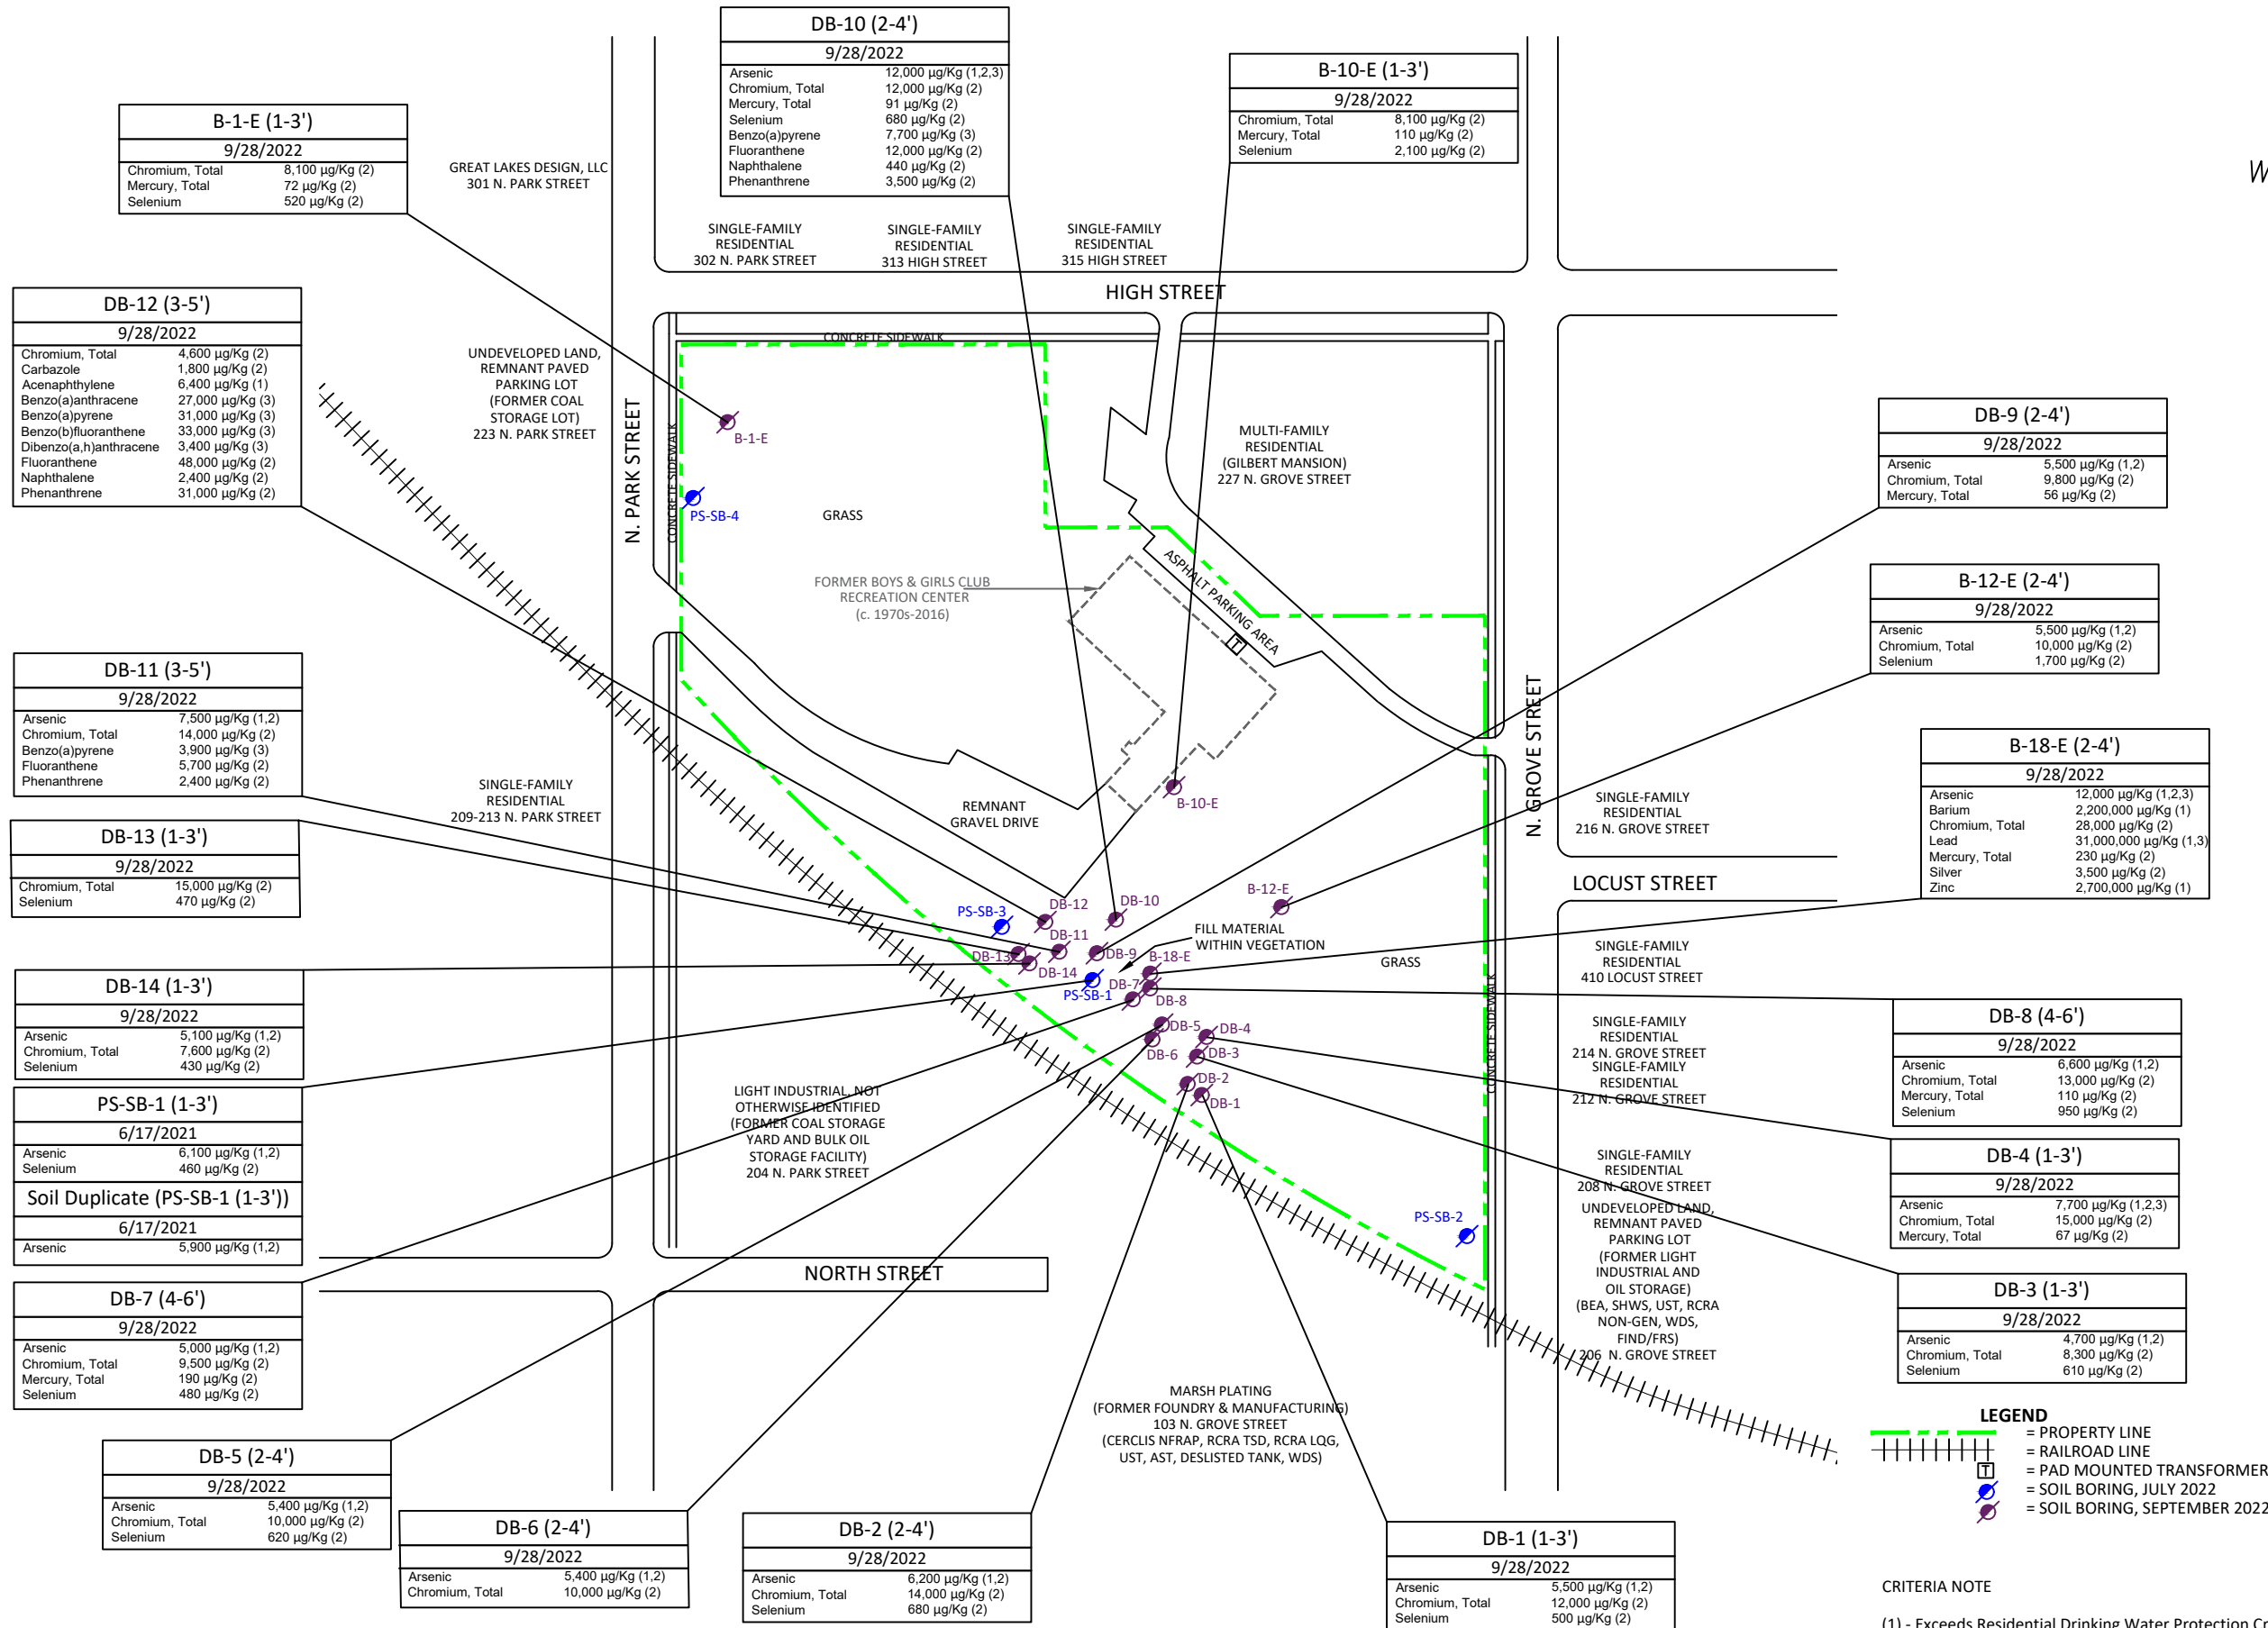 DB-10 (2-4')
9/28/2022
Arsenic 12,000 µg/Kg (1,2,3)
Chromium, Total 12,000 µg/Kg (2)
Mercury, Total 91 µg/Kg (2)
Selenium 680 µg/Kg (2)
Benzo(a)pyrene 7,700 µg/Kg (3)
Fluoranthene 12,000 µg/Kg (2)
Naphthalene 440 µg/Kg (2)
Phenanthrene 3,500 µg/Kg (2)
B-10-E (1-3')
9/28/2022
Chromium, Total 8,100 µg/Kg (2)
Mercury, Total 110 µg/Kg (2)
Selenium 2,100 µg/Kg (2)
B-1-E (1-3')
9/28/2022
Chromium, Total 8,100 µg/Kg (2)
Mercury, Total 72 µg/Kg (2)
Selenium 520 µg/Kg (2)
GREAT LAKES DESIGN, LLC
301 N. PARK STREET
W
SINGLE-FAMILY
RESIDENTIAL
302 N. PARK STREET
SINGLE-FAMILY
RESIDENTIAL
313 HIGH STREET
SINGLE-FAMILY
RESIDENTIAL
315 HIGH STREET
HIGH STREET
CONCRETE SIDEWALK
DB-12 (3-5')
9/28/2022
Chromium, Total 4,600 µg/Kg (2)
Carbazole 1,800 µg/Kg (2)
Acenaphthylene 6,400 µg/Kg (1)
Benzo(a)anthracene 27,000 µg/Kg (3)
Benzo(a)pyrene 31,000 µg/Kg (3)
Benzo(b)fluoranthene 33,000 µg/Kg (3)
Dibenzo(a,h)anthracene 3,400 µg/Kg (3)
Fluoranthene 48,000 µg/Kg (2)
Naphthalene 2,400 µg/Kg (2)
Phenanthrene 31,000 µg/Kg (2)
UNDEVELOPED LAND,
REMNANT PAVED
PARKING LOT
(FORMER COAL
STORAGE LOT)
223 N. PARK STREET
N. PARK STREET
CONCRETE SIDEWALK
B-1-E
PS-SB-4
GRASS
MULTI-FAMILY
RESIDENTIAL
(GILBERT MANSION)
227 N. GROVE STREET
DB-9 (2-4')
9/28/2022
Arsenic 5,500 µg/Kg (1,2)
Chromium, Total 9,800 µg/Kg (2)
Mercury, Total 56 µg/Kg (2)
FORMER BOYS & GIRLS CLUB
RECREATION CENTER
(c. 1970s-2016)
ASPHALT PARKING AREA
T
B-12-E (2-4')
9/28/2022
Arsenic 5,500 µg/Kg (1,2)
Chromium, Total 10,000 µg/Kg (2)
Selenium 1,700 µg/Kg (2)
DB-11 (3-5')
9/28/2022
Arsenic 7,500 µg/Kg (1,2)
Chromium, Total 14,000 µg/Kg (2)
Benzo(a)pyrene 3,900 µg/Kg (3)
Fluoranthene 5,700 µg/Kg (2)
Phenanthrene 2,400 µg/Kg (2)
N. GROVE STREET
B-18-E (2-4')
9/28/2022
Arsenic 12,000 µg/Kg (1,2,3)
Barium 2,200,000 µg/Kg (1)
Chromium, Total 28,000 µg/Kg (2)
Lead 31,000,000 µg/Kg (1,3)
Mercury, Total 230 µg/Kg (2)
Silver 3,500 µg/Kg (2)
Zinc 2,700,000 µg/Kg (1)
SINGLE-FAMILY
RESIDENTIAL
209-213 N. PARK STREET
REMNANT
GRAVEL DRIVE
B-10-E
SINGLE-FAMILY
RESIDENTIAL
216 N. GROVE STREET
DB-13 (1-3')
9/28/2022
Chromium, Total 15,000 µg/Kg (2)
Selenium 470 µg/Kg (2)
LOCUST STREET
PS-SB-3
DB-12
DB-10
B-12-E
DB-11
DB-13
DB-14
DB-9
FILL MATERIAL
WITHIN VEGETATION
B-18-E
PS-SB-1
DB-7
DB-8
GRASS
CONCRETE SIDEWALK
SINGLE-FAMILY
RESIDENTIAL
410 LOCUST STREET
DB-14 (1-3')
9/28/2022
Arsenic 5,100 µg/Kg (1,2)
Chromium, Total 7,600 µg/Kg (2)
Selenium 430 µg/Kg (2)
DB-8 (4-6')
9/28/2022
Arsenic 6,600 µg/Kg (1,2)
Chromium, Total 13,000 µg/Kg (2)
Mercury, Total 110 µg/Kg (2)
Selenium 950 µg/Kg (2)
DB-5
DB-4
DB-6
DB-3
DB-2
DB-1
SINGLE-FAMILY
RESIDENTIAL
214 N. GROVE STREET
SINGLE-FAMILY
RESIDENTIAL
212 N. GROVE STREET
PS-SB-1 (1-3')
6/17/2021
Arsenic 6,100 µg/Kg (1,2)
Selenium 460 µg/Kg (2)
Soil Duplicate (PS-SB-1 (1-3'))
6/17/2021
Arsenic 5,900 µg/Kg (1,2)
LIGHT INDUSTRIAL, NOT
OTHERWISE IDENTIFIED
(FORMER COAL STORAGE
YARD AND BULK OIL
STORAGE FACILITY)
204 N. PARK STREET
DB-4 (1-3')
9/28/2022
Arsenic 7,700 µg/Kg (1,2,3)
Chromium, Total 15,000 µg/Kg (2)
Mercury, Total 67 µg/Kg (2)
SINGLE-FAMILY
RESIDENTIAL
208 N. GROVE STREET
PS-SB-2
UNDEVELOPED LAND,
REMNANT PAVED
PARKING LOT
(FORMER LIGHT
INDUSTRIAL AND
OIL STORAGE)
(BEA, SHWS, UST, RCRA
NON-GEN, WDS,
FIND/FRS)
206 N. GROVE STREET
NORTH STREET
DB-7 (4-6')
9/28/2022
Arsenic 5,000 µg/Kg (1,2)
Chromium, Total 9,500 µg/Kg (2)
Mercury, Total 190 µg/Kg (2)
Selenium 480 µg/Kg (2)
DB-3 (1-3')
9/28/2022
Arsenic 4,700 µg/Kg (1,2)
Chromium, Total 8,300 µg/Kg (2)
Selenium 610 µg/Kg (2)
MARSH PLATING
(FORMER FOUNDRY & MANUFACTURING)
103 N. GROVE STREET
(CERCLIS NFRAP, RCRA TSD, RCRA LQG,
UST, AST, DESLISTED TANK, WDS)
DB-5 (2-4')
9/28/2022
Arsenic 5,400 µg/Kg (1,2)
Chromium, Total 10,000 µg/Kg (2)
Selenium 620 µg/Kg (2)
DB-6 (2-4')
9/28/2022
Arsenic 5,400 µg/Kg (1,2)
Chromium, Total 10,000 µg/Kg (2)
DB-2 (2-4')
9/28/2022
Arsenic 6,200 µg/Kg (1,2)
Chromium, Total 14,000 µg/Kg (2)
Selenium 680 µg/Kg (2)
DB-1 (1-3')
9/28/2022
Arsenic 5,500 µg/Kg (1,2)
Chromium, Total 12,000 µg/Kg (2)
Selenium 500 µg/Kg (2)
LEGEND
= PROPERTY LINE
= RAILROAD LINE
T = PAD MOUNTED TRANSFORMER
= SOIL BORING, JULY 2022
= SOIL BORING, SEPTEMBER 2022
CRITERIA NOTE
(1) - Exceeds Residential Drinking Water Protection